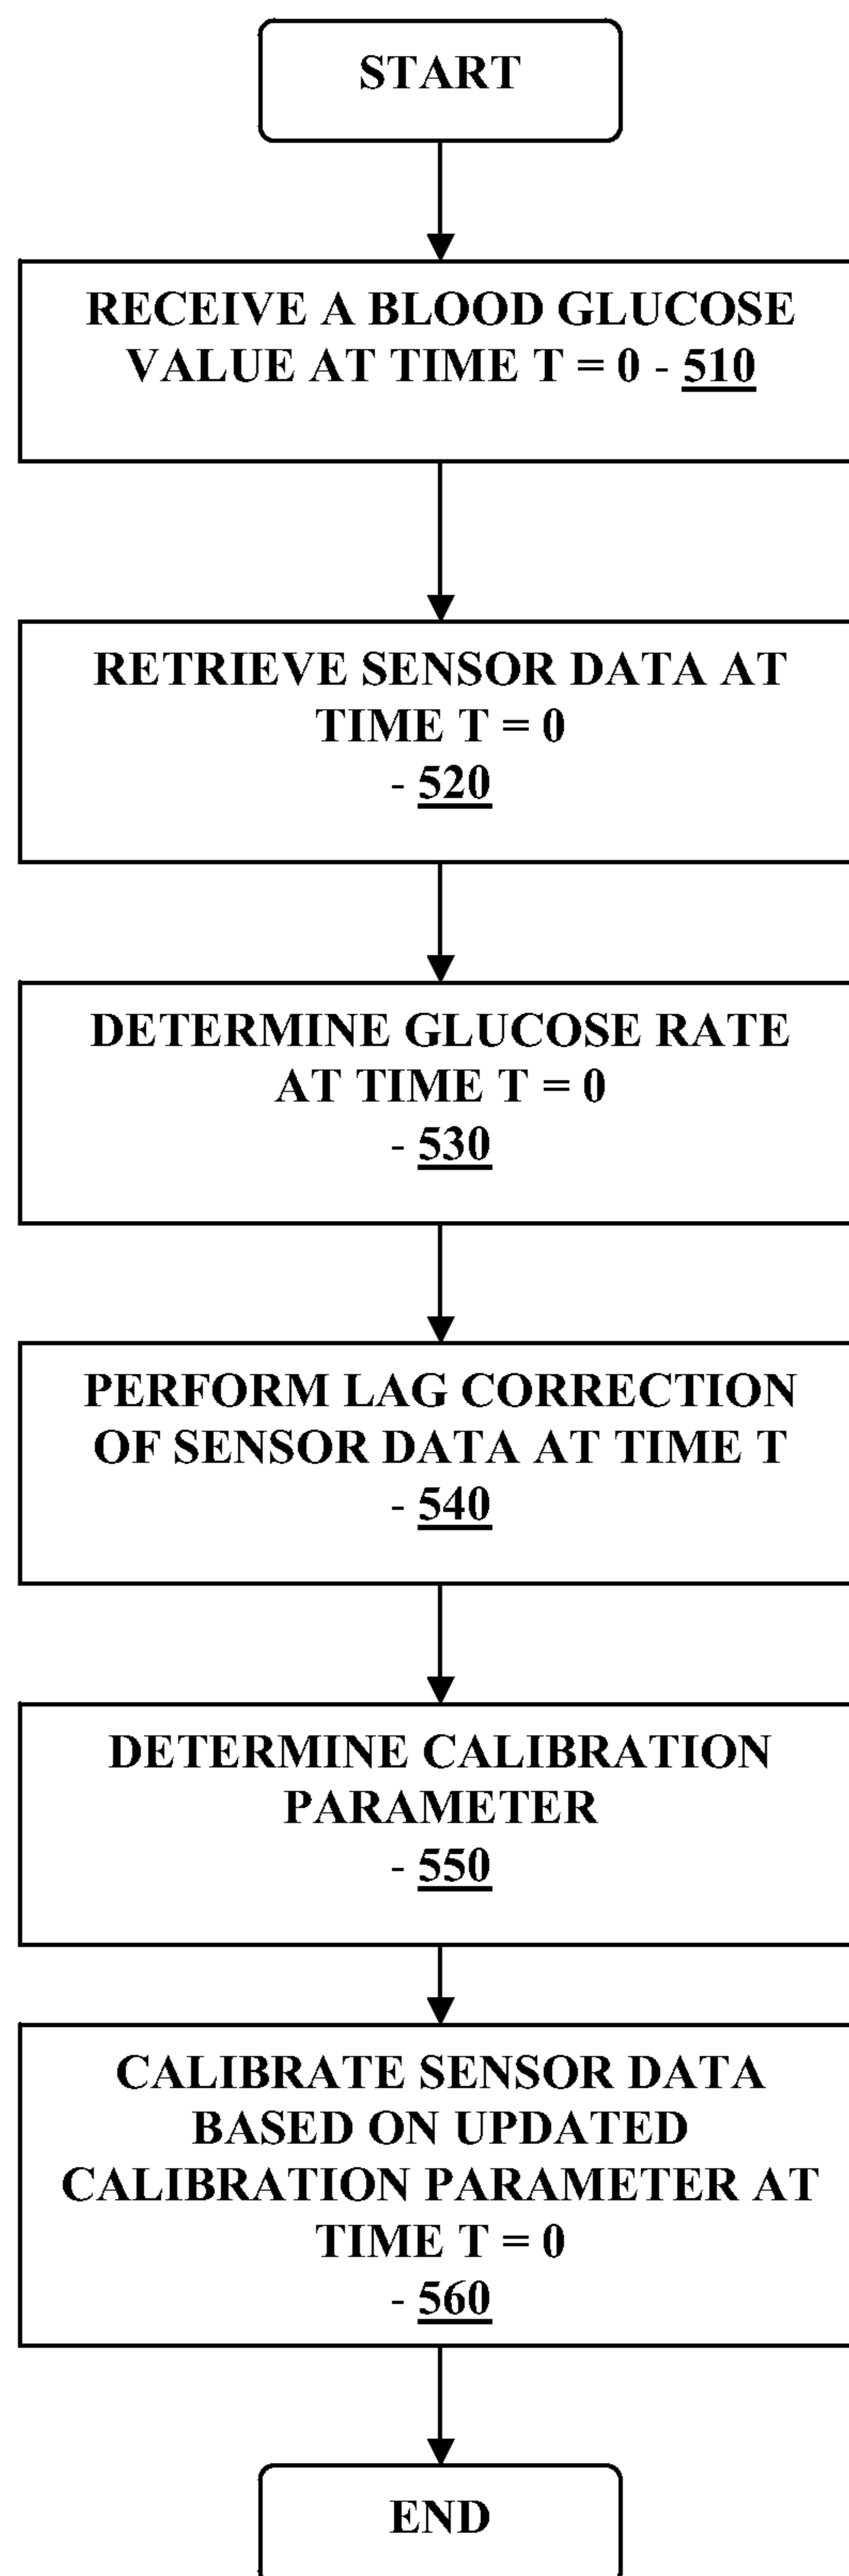 START
RECEIVE A BLOOD GLUCOSE
VALUE AT TIME T = 0 - 510
RETRIEVE SENSOR DATA AT
TIME T = 0
- 520
DETERMINE GLUCOSE RATE
AT TIME T = 0
- 530
PERFORM LAG CORRECTION
OF SENSOR DATA AT TIME T
- 540
DETERMINE CALIBRATION
PARAMETER
- 550
CALIBRATE SENSOR DATA
BASED ON UPDATED
CALIBRATION PARAMETER AT
TIME T = 0
- 560
END